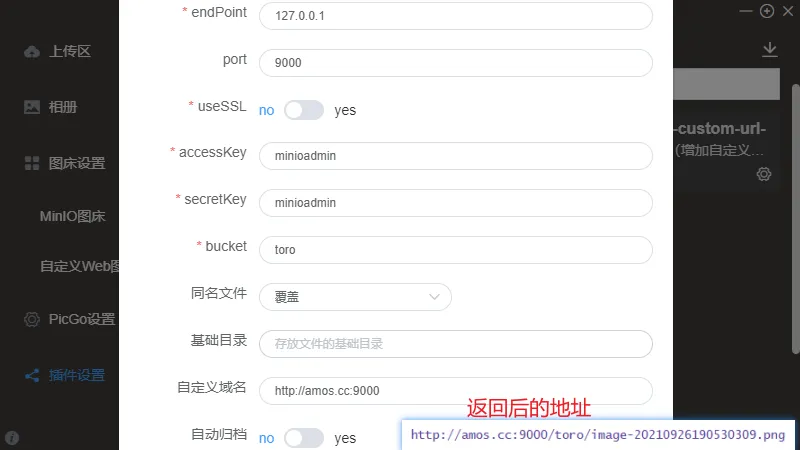 * endPoint
127.0.0.1
port
9000
* useSSL
no
yes
* accessKey
minioadmin
* secretKey
minioadmin
* bucket
toro
同名文件
覆盖
基础目录
存放文件的基础目录
自定义域名
http://amos.cc:9000
自动归档
no
yes
返回后的地址
http://amos.cc:9000/toro/image-20210926190530309.png
上传区
相册
图床设置
MinIO图床
自定义Web图
PicGo设置
插件设置
-custom-url-
(增加自定义...